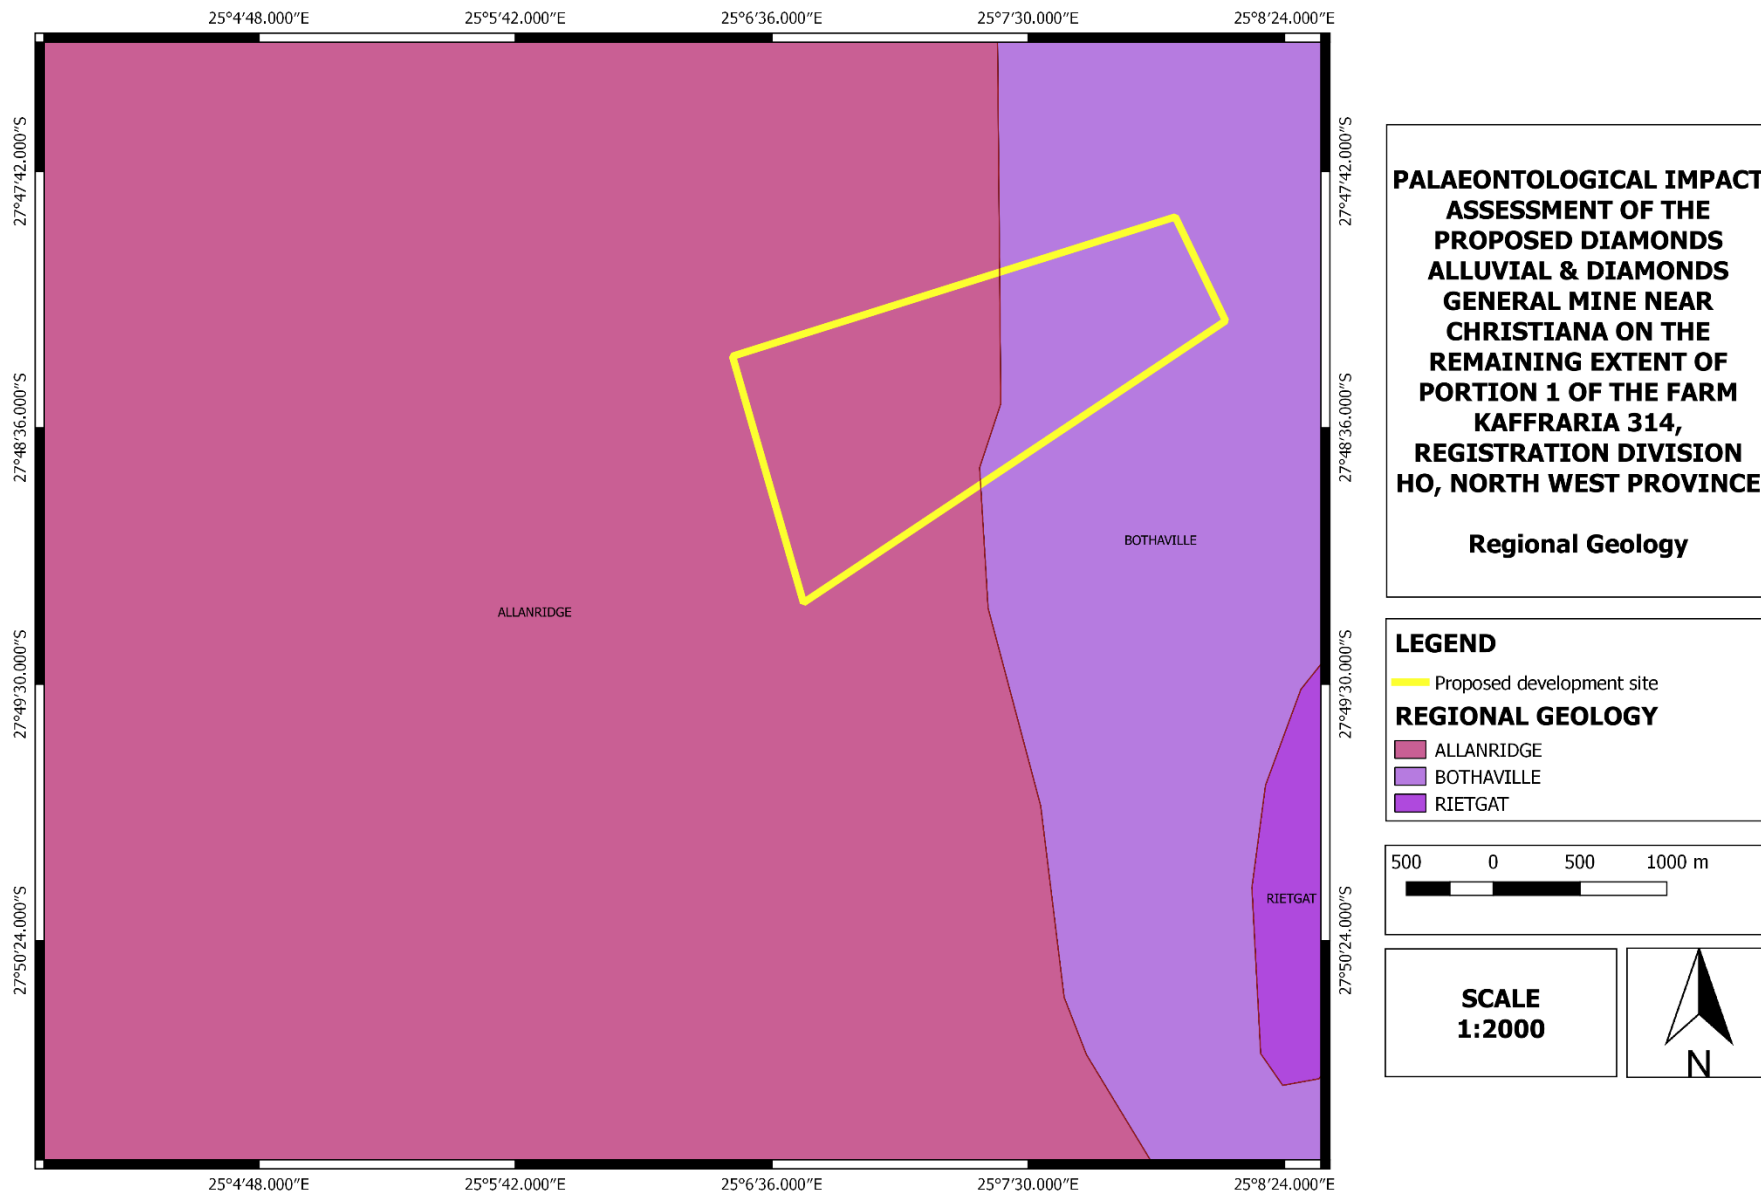 25°4'48.000"E 25°5'42.000"E 25°6'36.000"E 25°7'30.000"E 25°8'24.000"E
27°47'42.000"S 27°47'42.000"S
27°48'36.000"S 27°48'36.000"S
27°49'30.000"S 27°49'30.000"S
27°50'24.000"S 27°50'24.000"S
ALLANRIDGE
BOTHAVILLE
RIETGAT
25°4'48.000"E 25°5'42.000"E 25°6'36.000"E 25°7'30.000"E 25°8'24.000"E
PALAEONTOLOGICAL IMPACT
ASSESSMENT OF THE
PROPOSED DIAMONDS
ALLUVIAL & DIAMONDS
GENERAL MINE NEAR
CHRISTIANA ON THE
REMAINING EXTENT OF
PORTION 1 OF THE FARM
KAFFRARIA 314,
REGISTRATION DIVISION
HO, NORTH WEST PROVINCE
Regional Geology
LEGEND
Proposed development site
REGIONAL GEOLOGY
ALLANRIDGE
BOTHAVILLE
RIETGAT
500 0 500 1000 m
SCALE
1:2000
N